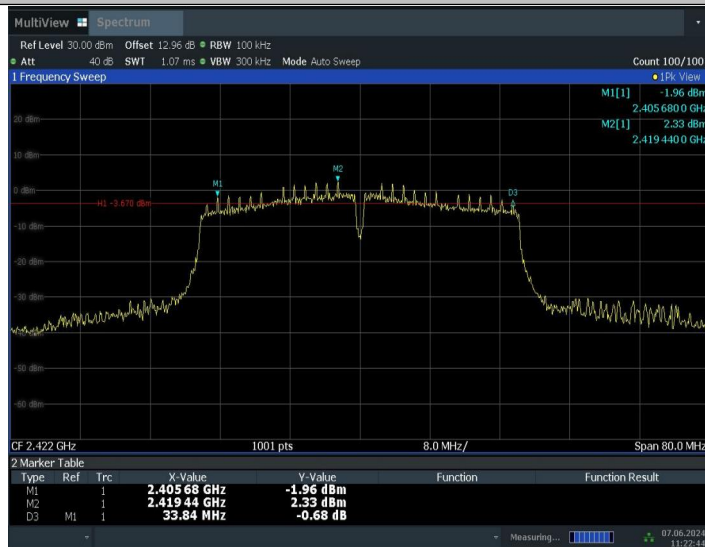 MultiView Spectrum
Ref Level 30.00 dBm Offset 12.96 dB RBW 100 kHz
Att 40 dB SWT 1.07 ms VBW 300 kHz Mode Auto Sweep Count 100/100
1 Frequency Sweep 1Pk View
M1[1] -1.96 dBm
2.405 680 0 GHz
M2[1] 2.33 dBm
2.419 440 0 GHz
20 dBm
10 dBm
M2
M1
D3
0 dBm
H1 -3.670 dBm
-10 dBm
-20 dBm
-30 dBm
-50 dBm
-60 dBm
CF 2.422 GHz 1001 pts 8.0 MHz/ Span 80.0 MHz
2 Marker Table
Type Ref Trc X-Value Y-Value Function Function Result
M1 1 2.405 68 GHz -1.96 dBm
M2 1 2.419 44 GHz 2.33 dBm
D3 M1 1 33.84 MHz -0.68 dB
Measuring... 07.06.2024
11:22:44